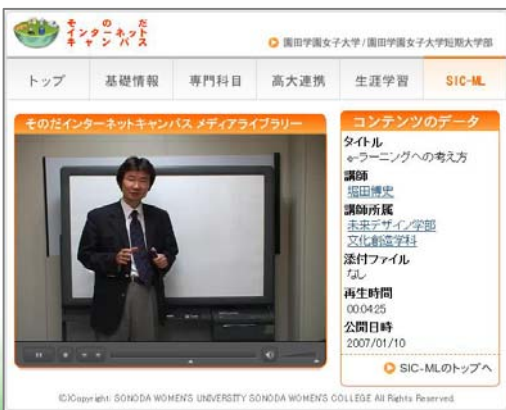 そのだ
インターネット
キャンパス
園田学園女子大学/園田学園女子大学短期大学部
トップ
基礎情報
専門科目
高大連携
生涯学習
SIC-ML
そのだインターネットキャンパス メディアライブラリー
コンテンツのデータ
タイトル
e-ラーニングへの考え方
講師
堀田博史
講師所属
未来デザイン学部
文化創造学科
添付ファイル
なし
再生時間
00:04:25
公開日時
2007/01/10
SIC-MLのトップへ
(C)Copyright. SONODA WOMEN'S UNIVERSITY SONODA WOMEN'S COLLEGE All Rights Reserved.